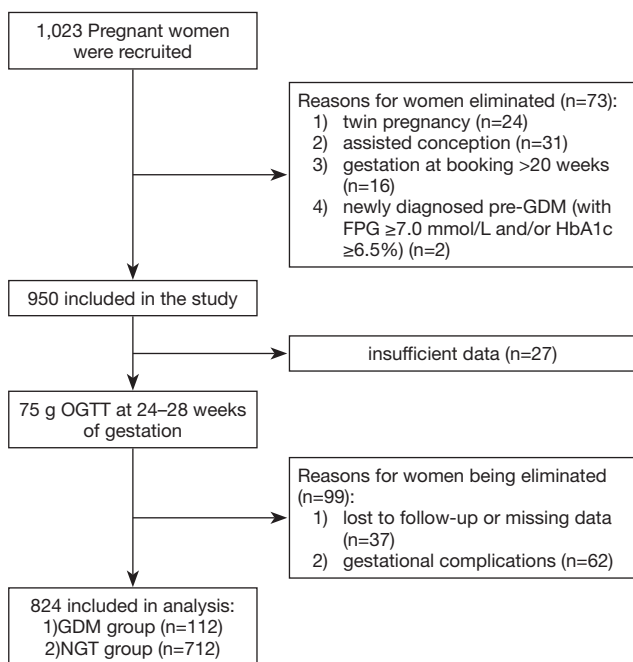 1,023 Pregnant women
were recruited
Reasons for women eliminated (n=73):
1) twin pregnancy (n=24)
2) assisted conception (n=31)
3) gestation at booking >20 weeks
(n=16)
4) newly diagnosed pre-GDM (with
FPG ≥7.0 mmol/L and/or HbA1c
≥6.5%) (n=2)
950 included in the study
insufficient data (n=27)
75 g OGTT at 24–28 weeks
of gestation
Reasons for women being eliminated
(n=99):
1) lost to follow-up or missing data
(n=37)
2) gestational complications (n=62)
824 included in analysis:
1)GDM group (n=112)
2)NGT group (n=712)